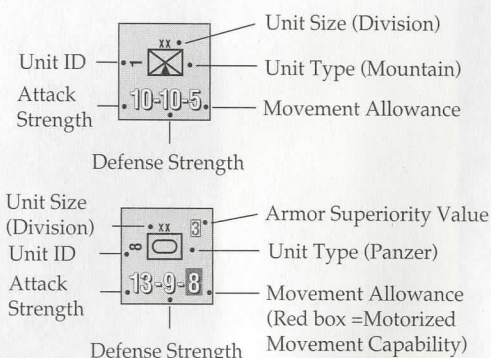 Unit Size (Division)
xx
Unit ID
1
Unit Type (Mountain)
Attack
Strength
10-10-5
Movement Allowance
Defense Strength
Unit Size
(Division)
xx
3
Armor Superiority Value
Unit ID
8
Unit Type (Panzer)
Attack
Strength
13-9-8
Movement Allowance
(Red box =Motorized
Movement Capability)
Defense Strength